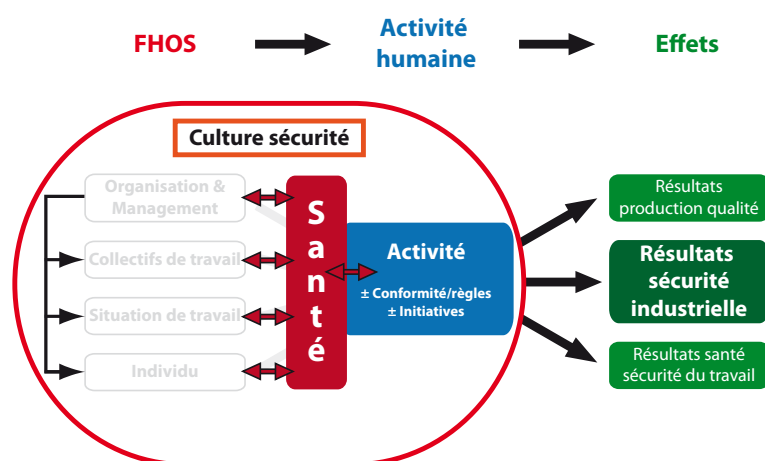 FHOS
Activité
humaine
Effets
Culture sécurité
Organisation &
Management
Collectifs de travail
Situation de travail
Individu
Santé
Activité
± Conformité/règles
± Initiatives
Résultats
production qualité
Résultats
sécurité
industrielle
Résultats santé
sécurité du travail